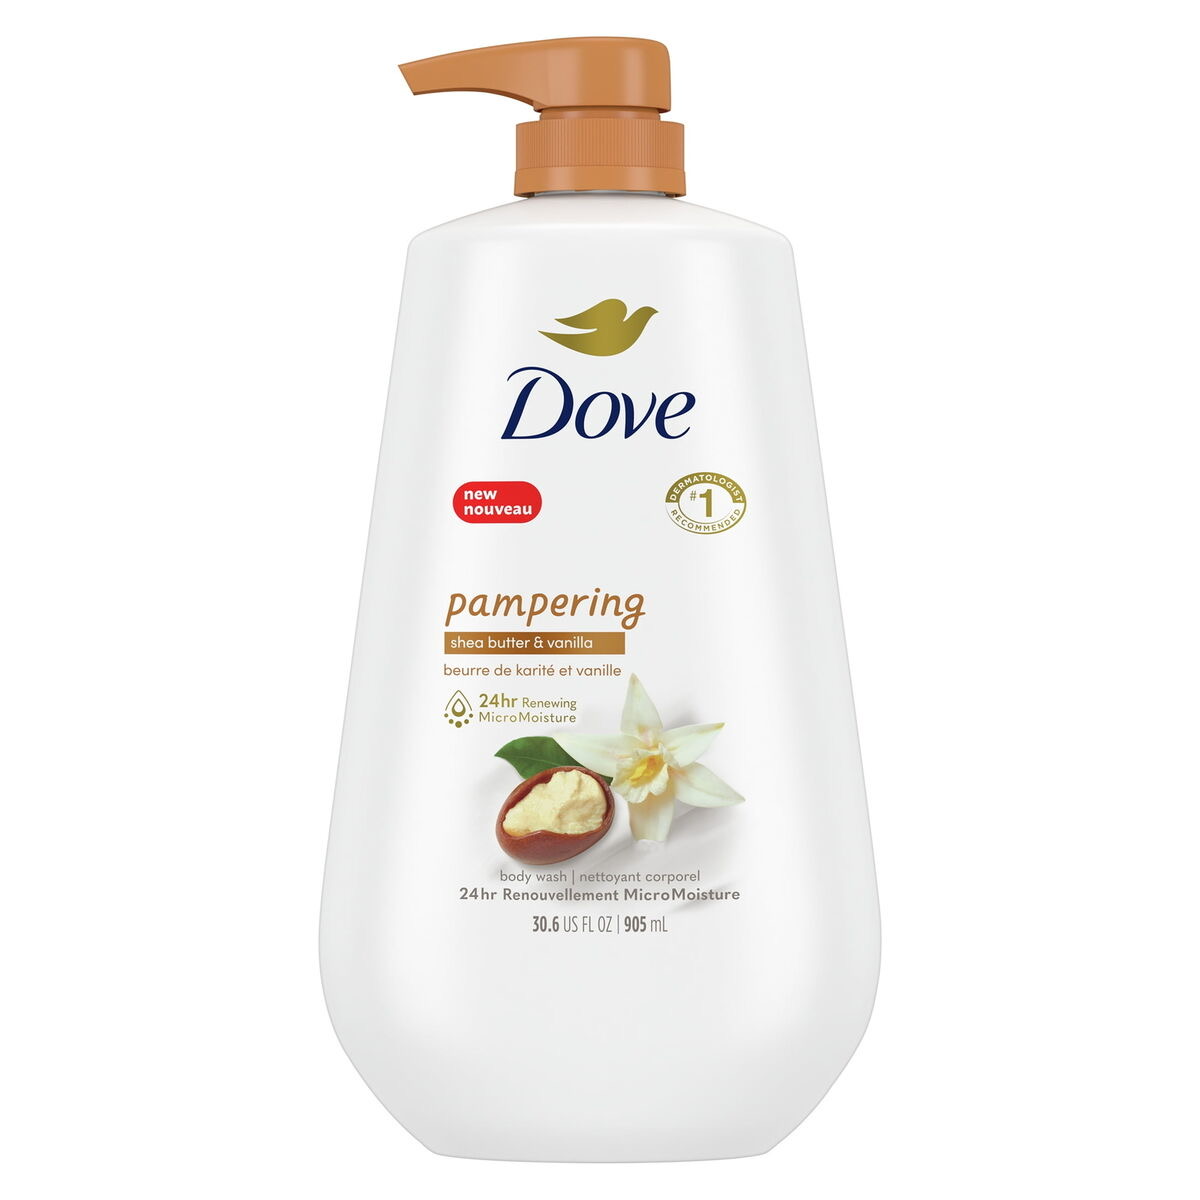 Dove
new
nouveau
DERMATOLOGIST
#1
RECOMMENDED
pampering
shea butter & vanilla
beurre de karité et vanille
24hr Renewing
MicroMoisture
body wash | nettoyant corporel
24hr Renouvellement MicroMoisture
30.6 US FL OZ | 905 mL